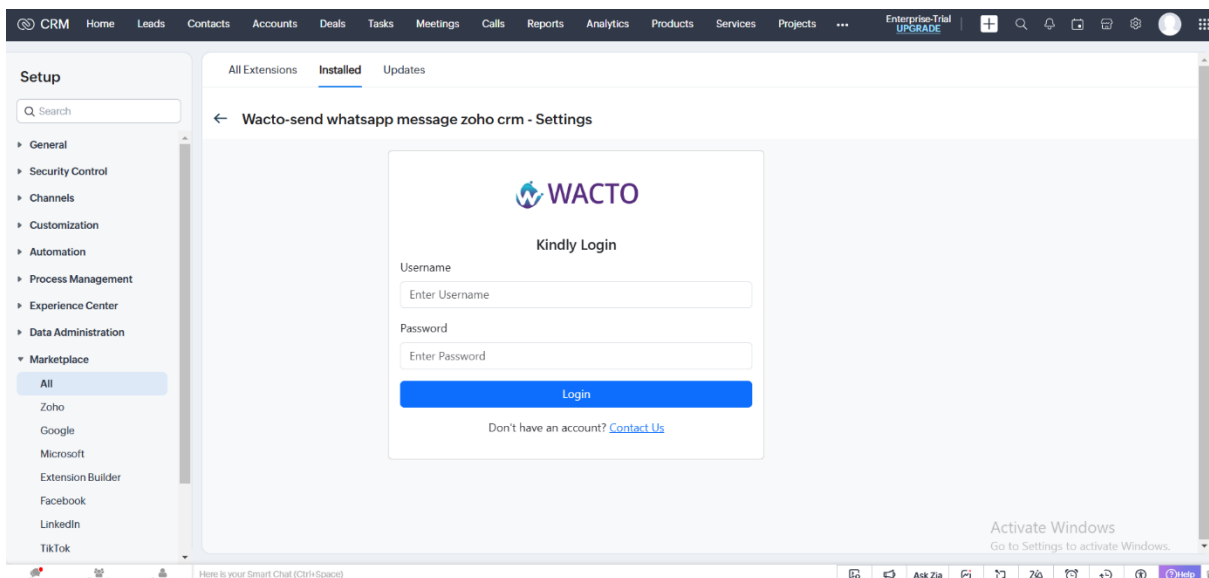 CRM Home Leads Contacts Accounts Deals Tasks Meetings Calls Reports Analytics Products Services Projects ••• Enterprise-Trial
UPGRADE
Setup
Search
General
Security Control
Channels
Customization
Automation
Process Management
Experience Center
Data Administration
Marketplace
All
Zoho
Google
Microsoft
Extension Builder
Facebook
LinkedIn
TikTok
All Extensions Installed Updates
Wacto-send whatsapp message zoho crm - Settings
WACTO
Kindly Login
Username
Enter Username
Password
Enter Password
Login
Don't have an account? Contact Us
Activate Windows
Go to Settings to activate Windows.
Here is your Smart Chat (Ctrl+Space)
Ask Zia
Help